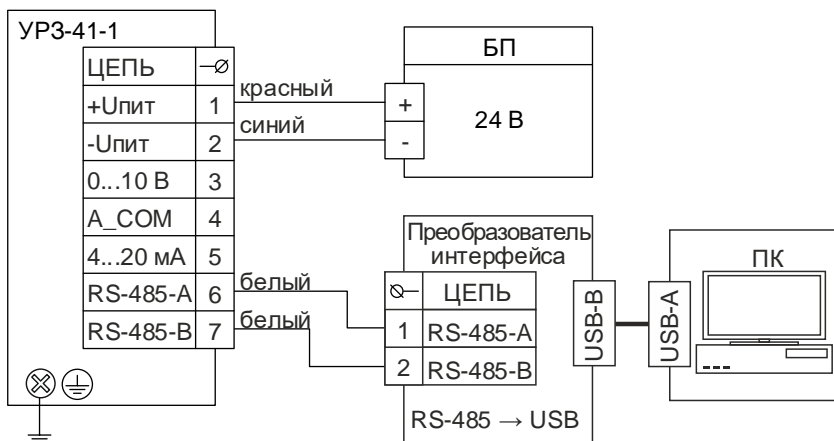 УРЗ-41-1
ЦЕПЬ
+Uпит 1
-Uпит 2
0...10 В 3
A_COM 4
4...20 мА 5
RS-485-A 6
RS-485-B 7
красный
синий
белый
белый
БП
+
-
24 В
Преобразователь
интерфейса
ЦЕПЬ
1 RS-485-A
2 RS-485-B
RS-485 → USB
USB-B
USB-A
ПК